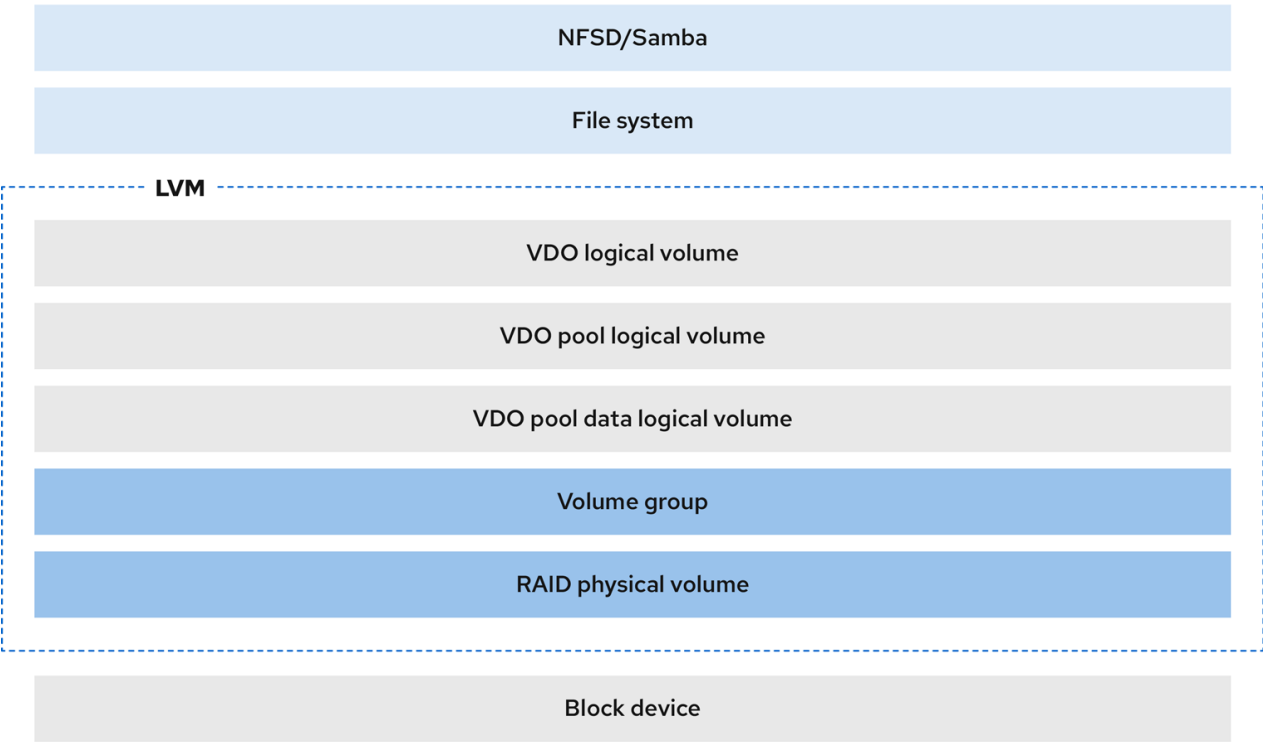 NFSD/Samba
File system
LVM
VDO logical volume
VDO pool logical volume
VDO pool data logical volume
Volume group
RAID physical volume
Block device